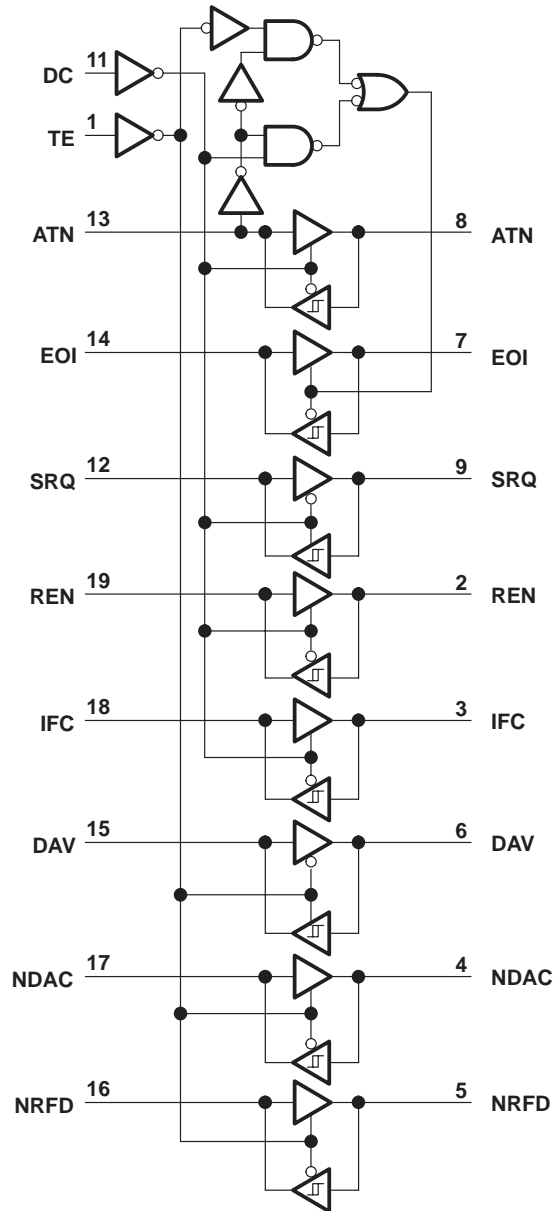 DC 11
TE 1
ATN 13 8 ATN
EOI 14 7 EOI
SRQ 12 9 SRQ
REN 19 2 REN
IFC 18 3 IFC
DAV 15 6 DAV
NDAC 17 4 NDAC
NRFD 16 5 NRFD